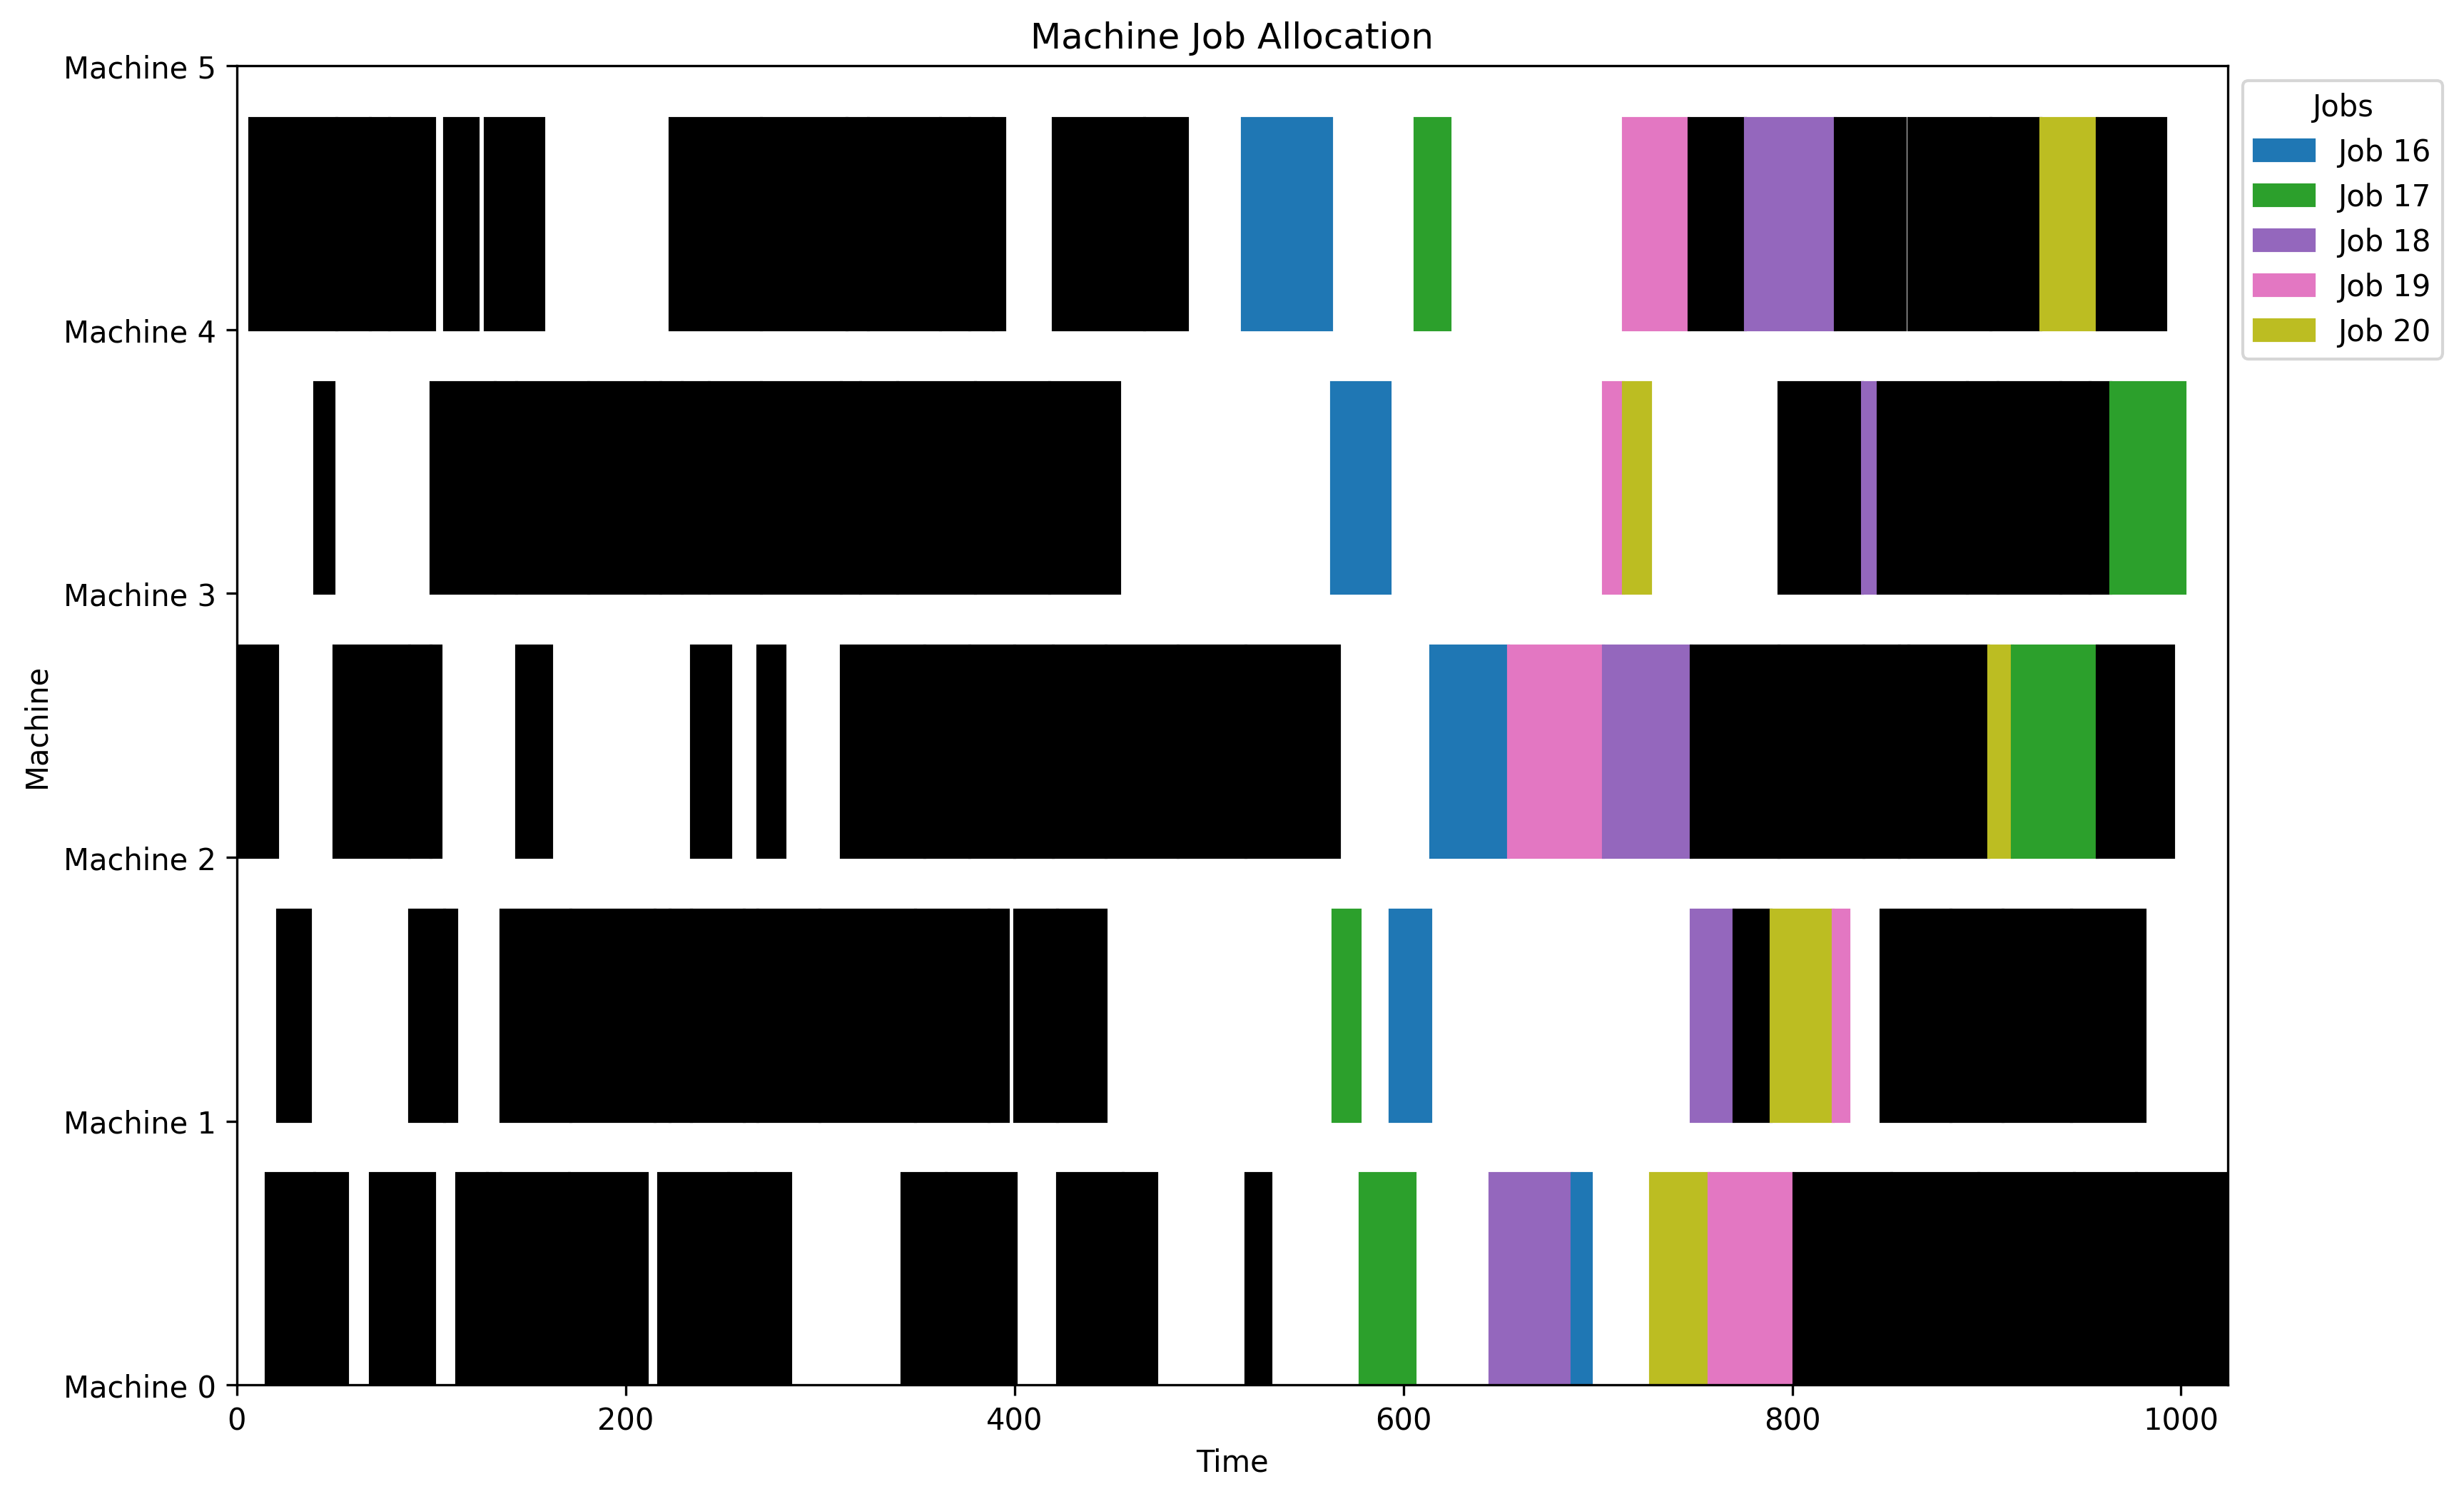 Machine Job Allocation
Machine 5
Machine 4
Machine 3
Machine 2
Machine 1
Machine 0
Machine
0 200 400 600 800 1000
Time
Jobs
Job 16
Job 17
Job 18
Job 19
Job 20